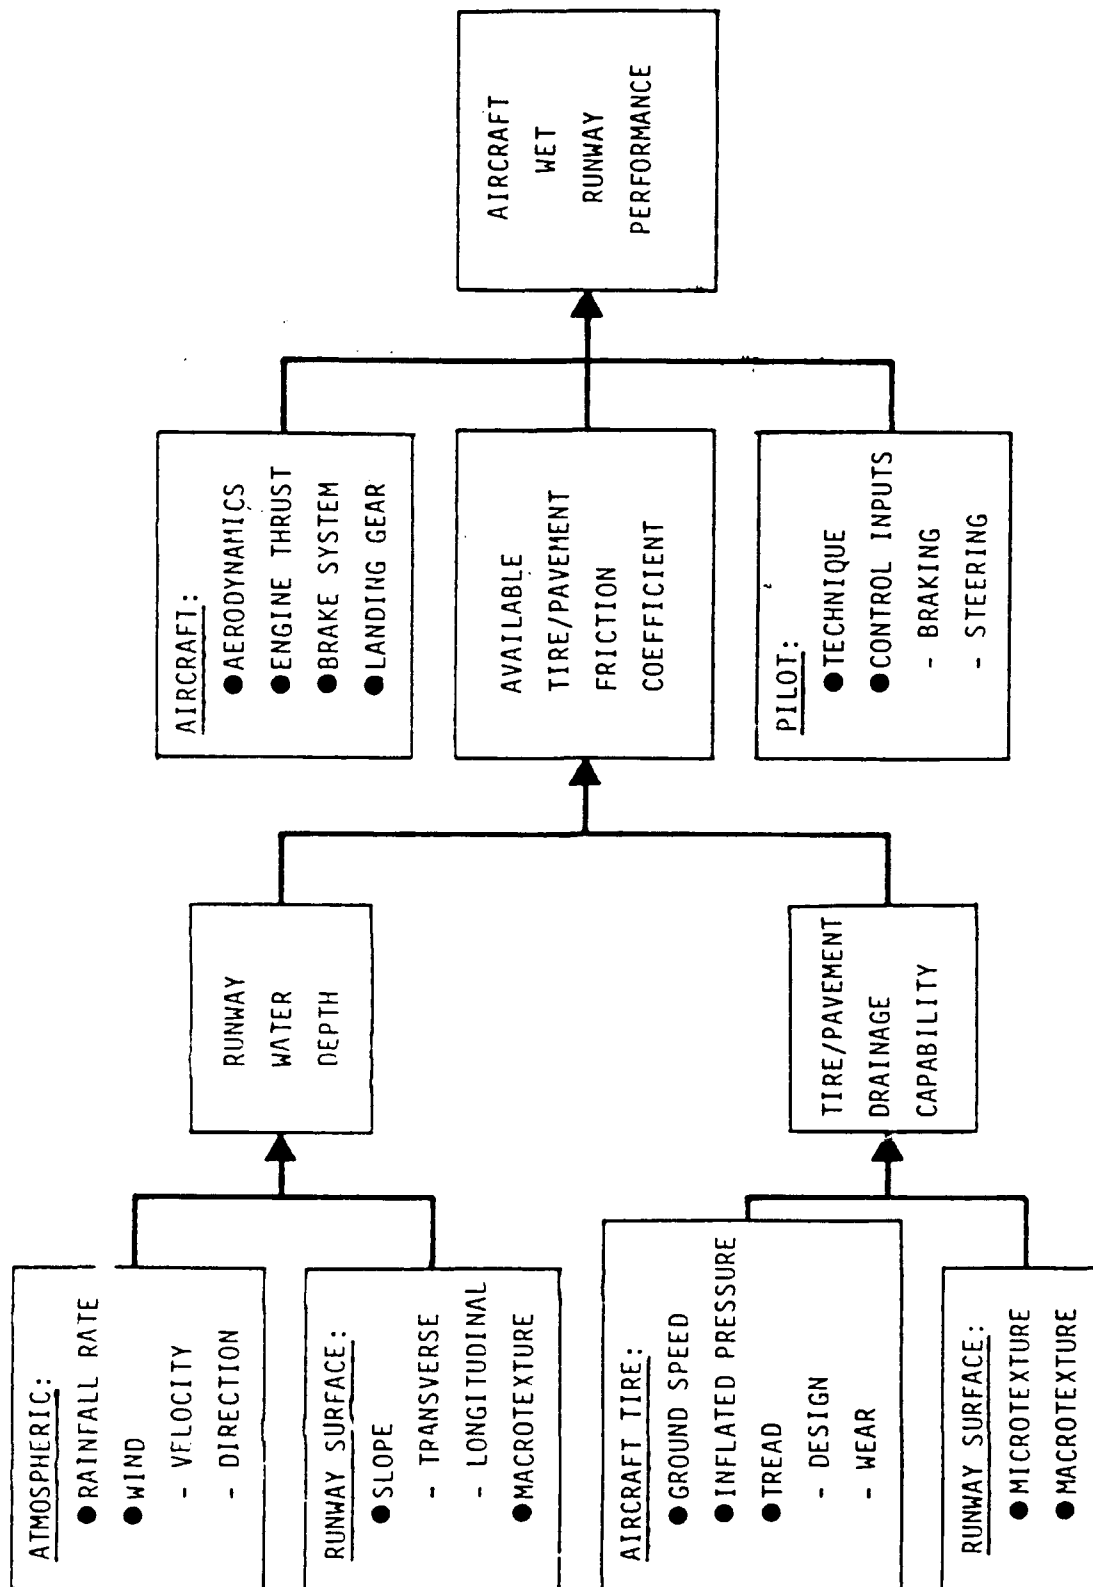 ATMOSPHERIC:
●RAINFALL RATE
●WIND
- VELOCITY
- DIRECTION
RUNWAY SURFACE:
●SLOPE
- TRANSVERSE
- LONGITUDINAL
●MACROTEXTURE
AIRCRAFT TIRE:
●GROUND SPEED
●INFLATED PRESSURE
●TREAD
- DESIGN
- WEAR
RUNWAY SURFACE:
●MICROTEXTURE
●MACROTEXTURE
RUNWAY
WATER
DEPTH
TIRE/PAVEMENT
DRAINAGE
CAPABILITY
AIRCRAFT:
●AERODYNAMICS
●ENGINE THRUST
●BRAKE SYSTEM
●LANDING GEAR
AVAILABLE
TIRE/PAVEMENT
FRICTION
COEFFICIENT
PILOT:
●TECHNIQUE
●CONTROL INPUTS
- BRAKING
- STEERING
AIRCRAFT
WET
RUNWAY
PERFORMANCE